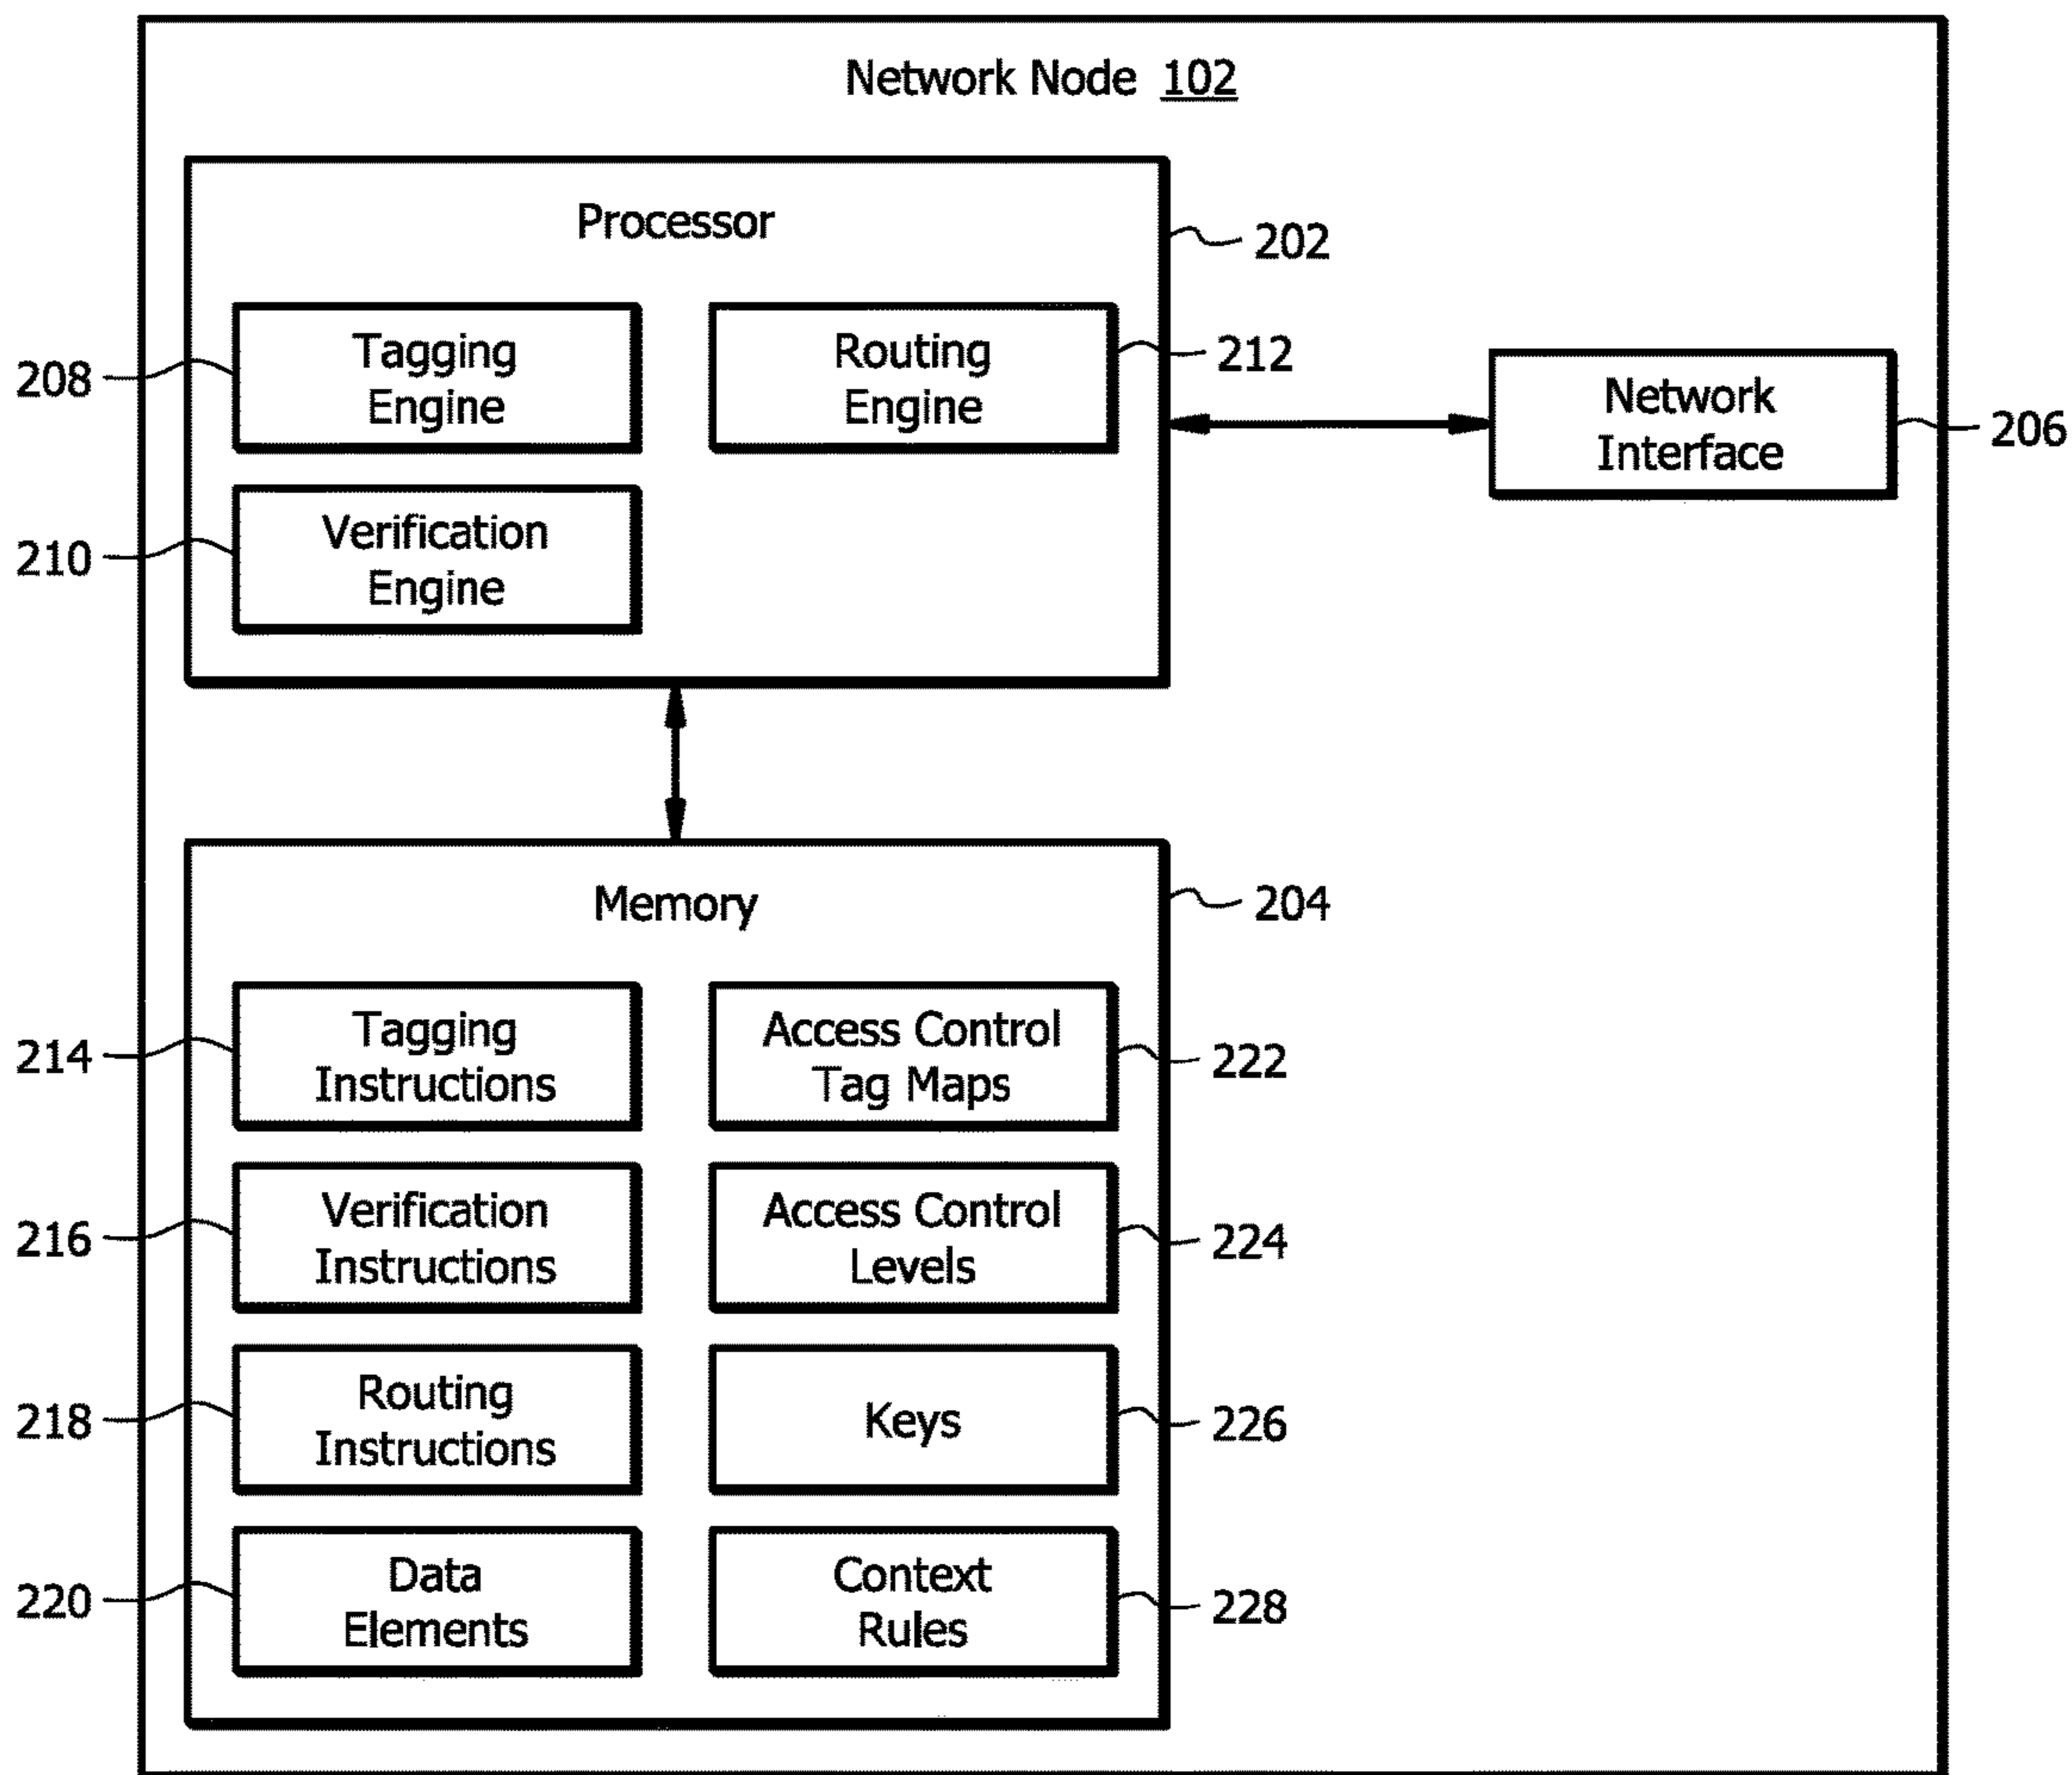 Network Node 102
Processor
202
Tagging
Engine
208
Routing
Engine
212
Network
Interface
206
Verification
Engine
210
Memory
204
Tagging
Instructions
214
Access Control
Tag Maps
222
Verification
Instructions
216
Access Control
Levels
224
Routing
Instructions
218
Keys
226
Data
Elements
220
Context
Rules
228